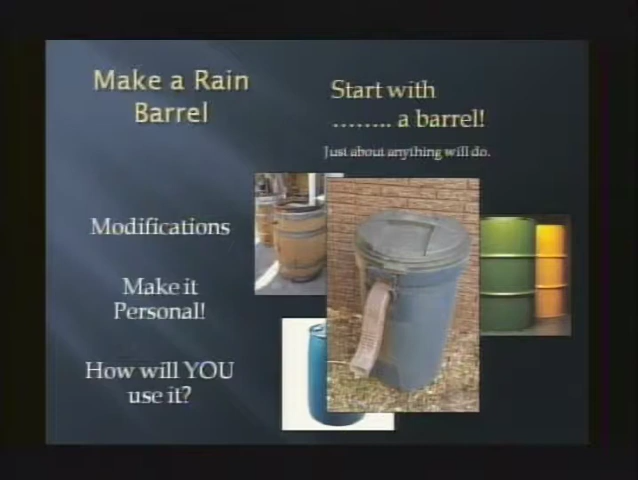 Make a Rain
Barrel
Start with
........ a barrel!
Just about anything will do.
Modifications
Make it
Personal!
How will YOU
use it?